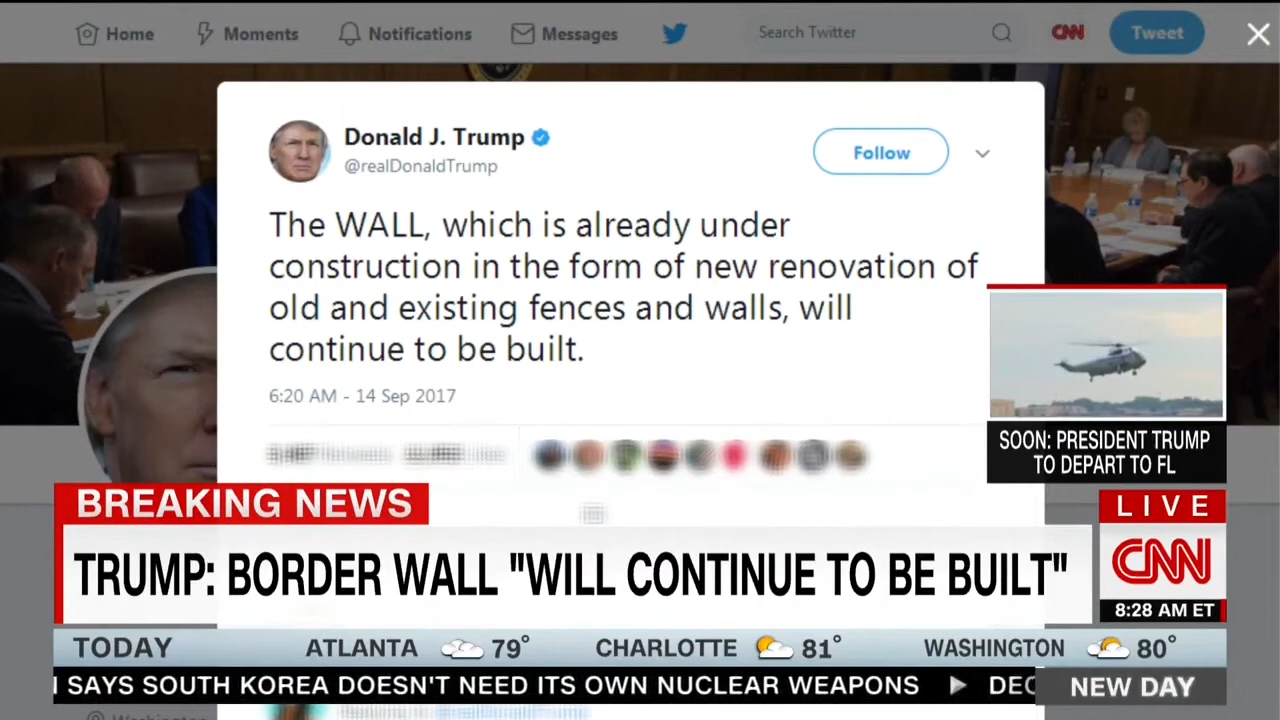 Home
Moments
Notifications
Messages
Search Twitter
CNN
Tweet
Donald J. Trump
@realDonaldTrump
Follow
The WALL, which is already under
construction in the form of new renovation of
old and existing fences and walls, will
continue to be built.
6:20 AM - 14 Sep 2017
SOON: PRESIDENT TRUMP
TO DEPART TO FL
BREAKING NEWS
TRUMP: BORDER WALL "WILL CONTINUE TO BE BUILT"
LIVE
CNN
8:28 AM ET
TODAY ATLANTA 79° CHARLOTTE 81° WASHINGTON 80°
SAYS SOUTH KOREA DOESN'T NEED ITS OWN NUCLEAR WEAPONS
NEW DAY